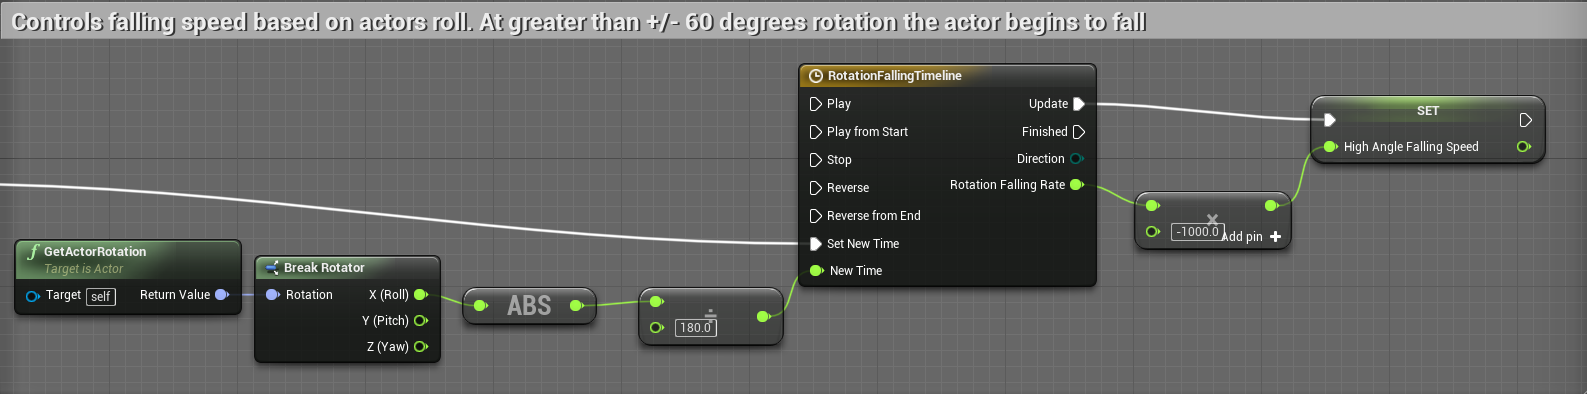 Controls falling speed based on actors roll. At greater than +/- 60 degrees rotation the actor begins to fall
RotationFallingTimeline
Play
Update
Play from Start
Finished
Stop
Direction
Reverse
Rotation Falling Rate
Reverse from End
Set New Time
New Time
SET
High Angle Falling Speed
×
-1000.0
Add pin +
f GetActorRotation
Target is Actor
Target self
Return Value
Break Rotator
Rotation
X (Roll)
Y (Pitch)
Z (Yaw)
ABS
÷
180.0